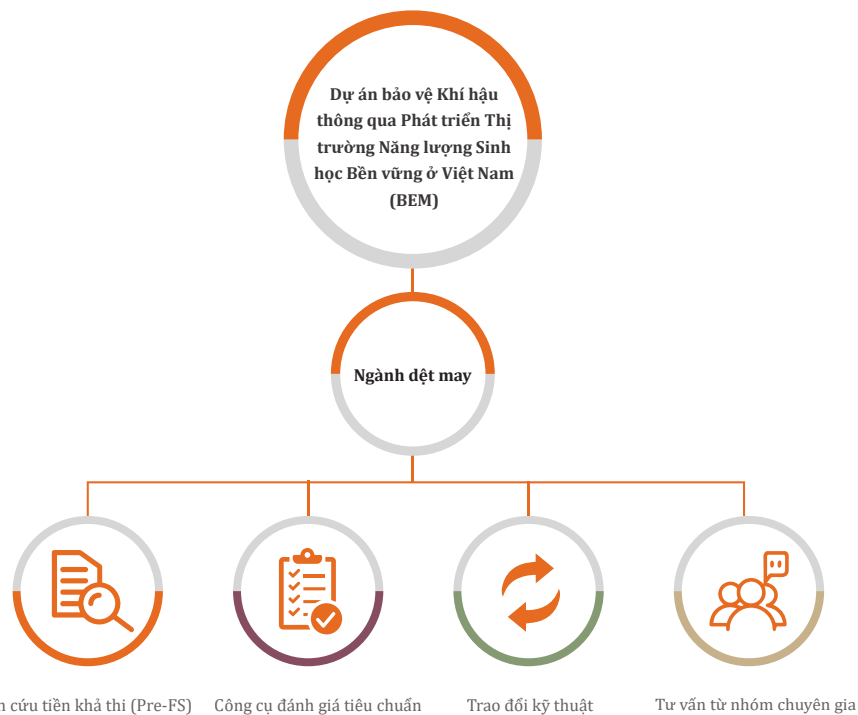 Dự án bảo vệ Khí hậu
thông qua Phát triển Thị
trường Năng lượng Sinh
học Bền vững ở Việt Nam
(BEM)
Ngành dệt may
cứu tiền khả thi (Pre-FS)
Công cụ đánh giá tiêu chuẩn
Trao đổi kỹ thuật
Tư vấn từ nhóm chuyên gia